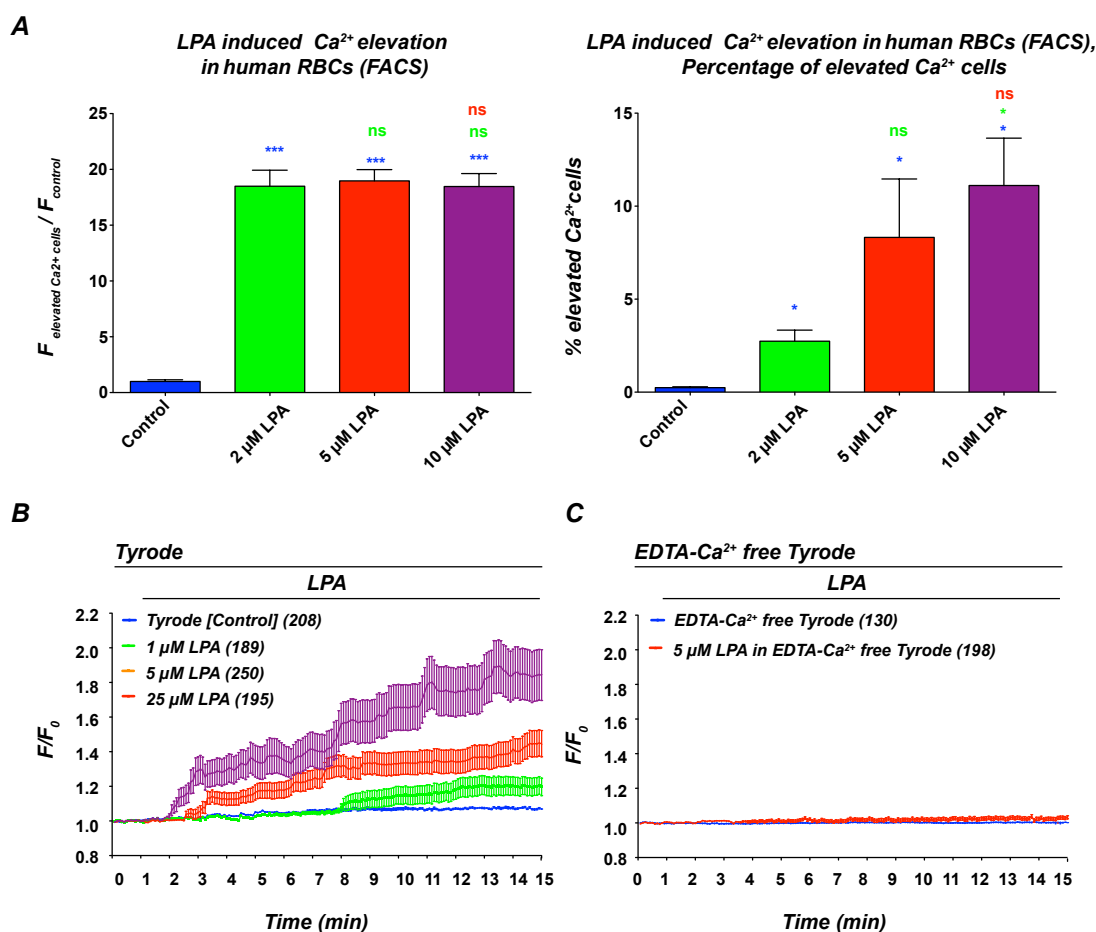 A
LPA induced Ca²⁺ elevation
in human RBCs (FACS)
F elevated Ca2+ cells / F control
25
20
15
10
5
0
***
ns
***
ns
ns
***
Control
2 µM LPA
5 µM LPA
10 µM LPA
LPA induced Ca²⁺ elevation in human RBCs (FACS),
Percentage of elevated Ca²⁺ cells
% elevated Ca²⁺cells
15
10
5
0
*
ns
*
ns
*
*
Control
2 µM LPA
5 µM LPA
10 µM LPA
B
Tyrode
LPA
Tyrode [Control] (208)
1 µM LPA (189)
5 µM LPA (250)
25 µM LPA (195)
F/F₀
2.2
2.0
1.8
1.6
1.4
1.2
1.0
0.8
0 1 2 3 4 5 6 7 8 9 10 11 12 13 14 15
Time (min)
C
EDTA-Ca²⁺ free Tyrode
LPA
EDTA-Ca²⁺ free Tyrode (130)
5 µM LPA in EDTA-Ca²⁺ free Tyrode (198)
F/F₀
2.2
2.0
1.8
1.6
1.4
1.2
1.0
0.8
0 1 2 3 4 5 6 7 8 9 10 11 12 13 14 15
Time (min)